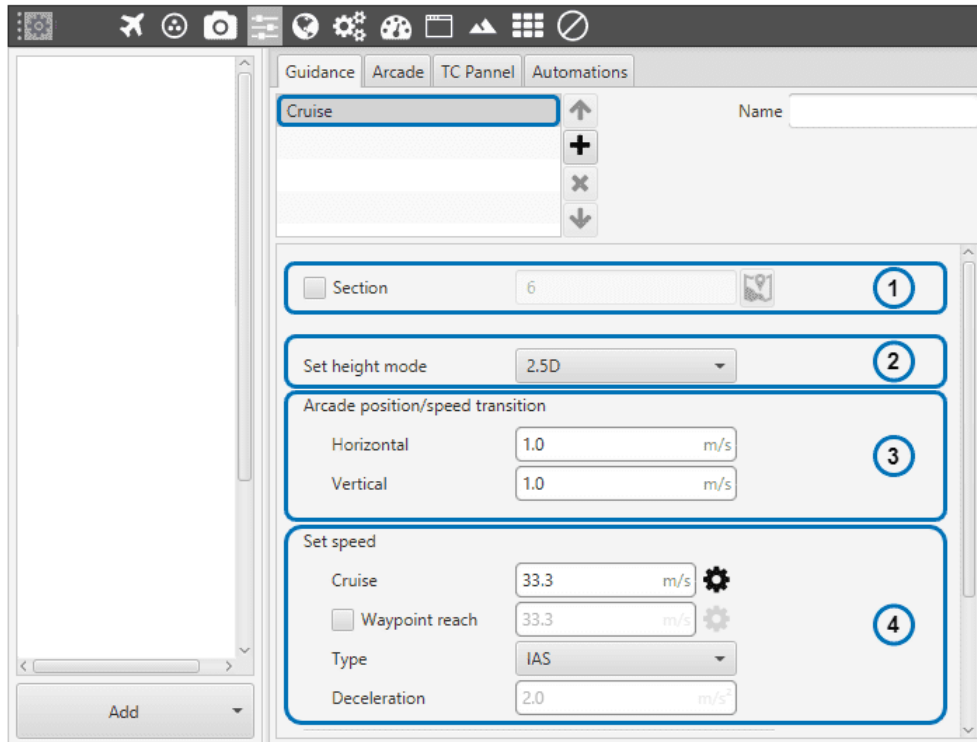 Guidance Arcade TC Pannel Automations
Cruise
Name
Section 6 1
Set height mode 2.5D 2
Arcade position/speed transition
Horizontal 1.0 m/s
3
Vertical 1.0 m/s
Set speed
Cruise 33.3 m/s
Waypoint reach 33.3 m/s 4
Type IAS
Deceleration 2.0 m/s²
Add